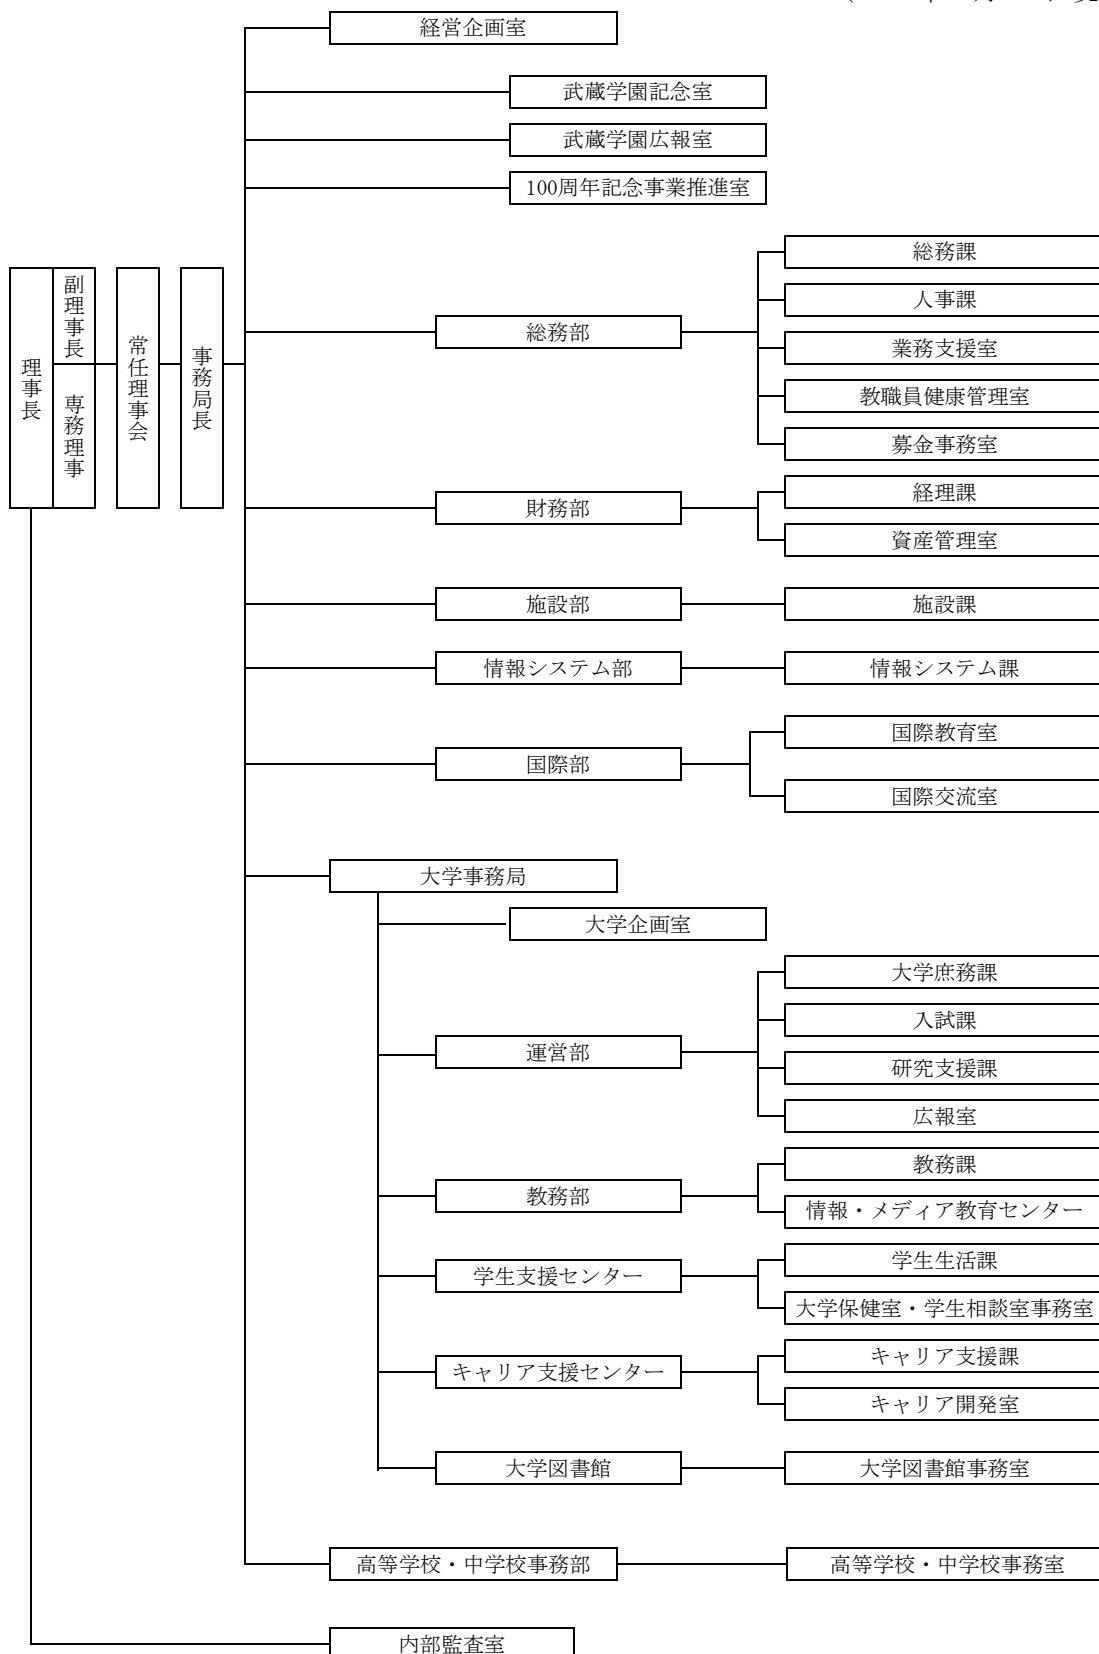 経営企画室
武蔵学園記念室
武蔵学園広報室
100周年記念事業推進室
理事長
副理事長
専務理事
常任理事会
事務局長
総務部
総務課
人事課
業務支援室
教職員健康管理室
募金事務室
財務部
経理課
資産管理室
施設部
施設課
情報システム部
情報システム課
国際部
国際教育室
国際交流室
大学事務局
大学企画室
運営部
大学庶務課
入試課
研究支援課
広報室
教務部
教務課
情報・メディア教育センター
学生支援センター
学生生活課
大学保健室・学生相談室事務室
キャリア支援センター
キャリア支援課
キャリア開発室
大学図書館
大学図書館事務室
高等学校・中学校事務部
高等学校・中学校事務室
内部監査室